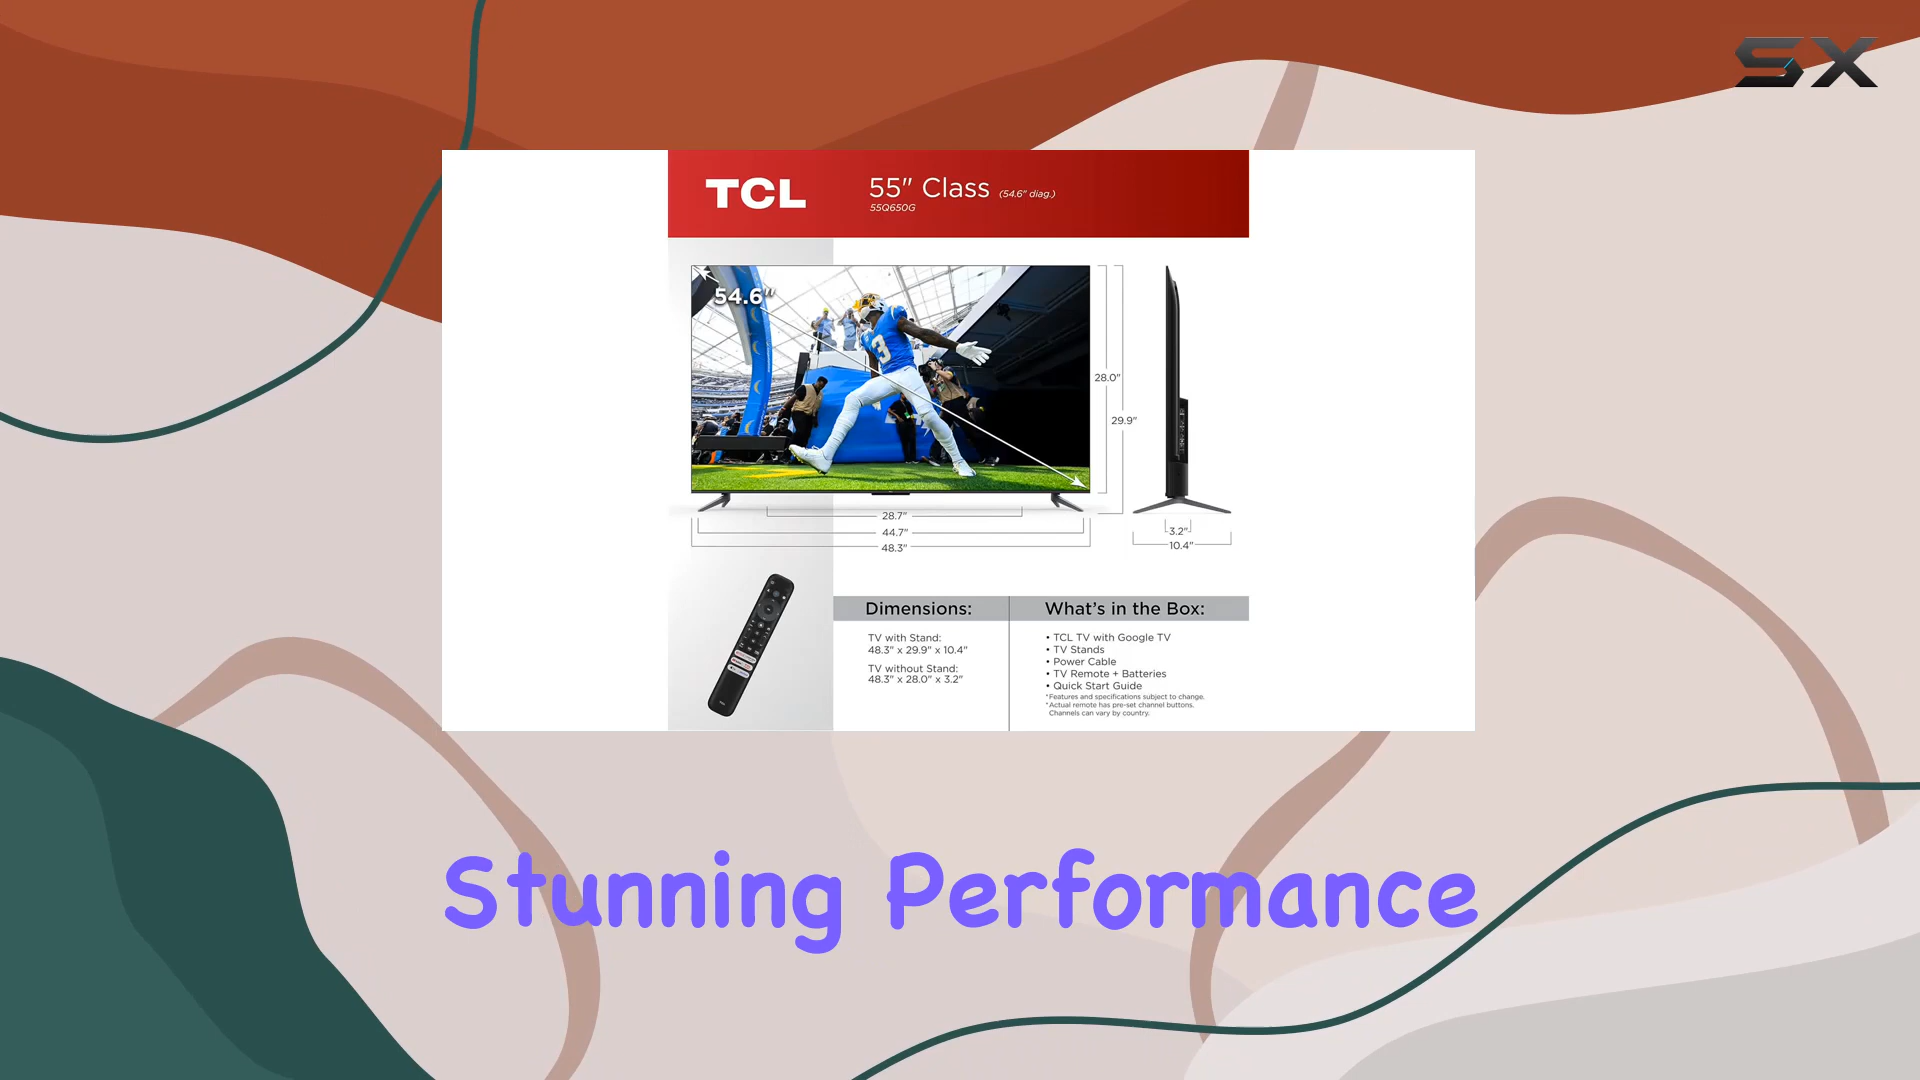 SX
TCL
55" Class (54.6" diag.)
55Q650G
54.6"
3
28.0"
29.9"
28.7"
44.7"
48.3"
3.2"
10.4"
Dimensions:
TV with Stand:
48.3" x 29.9" x 10.4"
TV without Stand:
48.3" x 28.0" x 3.2"
What's in the Box:
• TCL TV with Google TV
• TV Stands
• Power Cable
• TV Remote + Batteries
• Quick Start Guide
*Features and specifications subject to change.
*Actual remote has pre-set channel buttons.
Channels can vary by country.
Stunning Performance